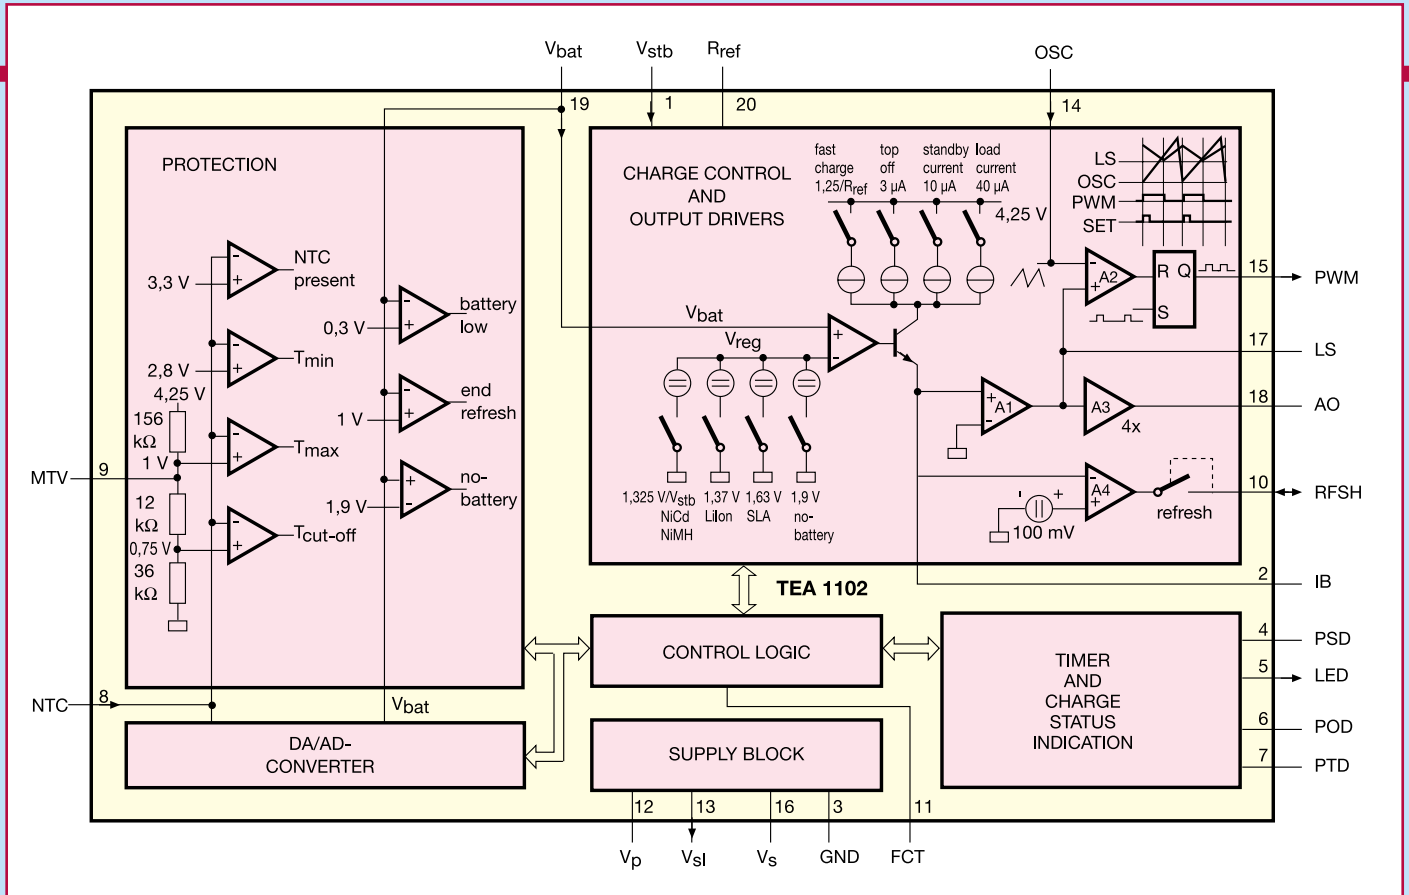 Vbat
Vstb
Rref
OSC
19
1
20
14
PROTECTION
3,3 V
-
+
NTC
present
2,8 V
-
+
Tmin
4,25 V
156
kΩ
1 V
-
+
Tmax
MTV
9
12
kΩ
0,75 V
-
+
Tcut-off
36
kΩ
0,3 V
-
+
battery
low
1 V
-
+
end
refresh
1,9 V
+
-
no-
battery
NTC
8
Vbat
DA/AD-
CONVERTER
CHARGE CONTROL
AND
OUTPUT DRIVERS
fast
charge
1,25/Rref
top
off
3 µA
standby
current
10 µA
load
current
40 µA
4,25 V
LS
OSC
PWM
SET
Vbat
Vreg
+
-
1,325 V/Vstb
NiCd
NiMH
1,37 V
LiIon
1,63 V
SLA
1,9 V
no-
battery
+
-
A1
-
+
A2
R
Q
S
A3
4x
-
+
A4
-
+
100 mV
refresh
15
PWM
17
LS
18
AO
10
RFSH
2
IB
TEA 1102
CONTROL LOGIC
SUPPLY BLOCK
TIMER
AND
CHARGE
STATUS
INDICATION
4
PSD
5
LED
6
POD
7
PTD
12
13
16
3
11
Vp
Vsl
Vs
GND
FCT